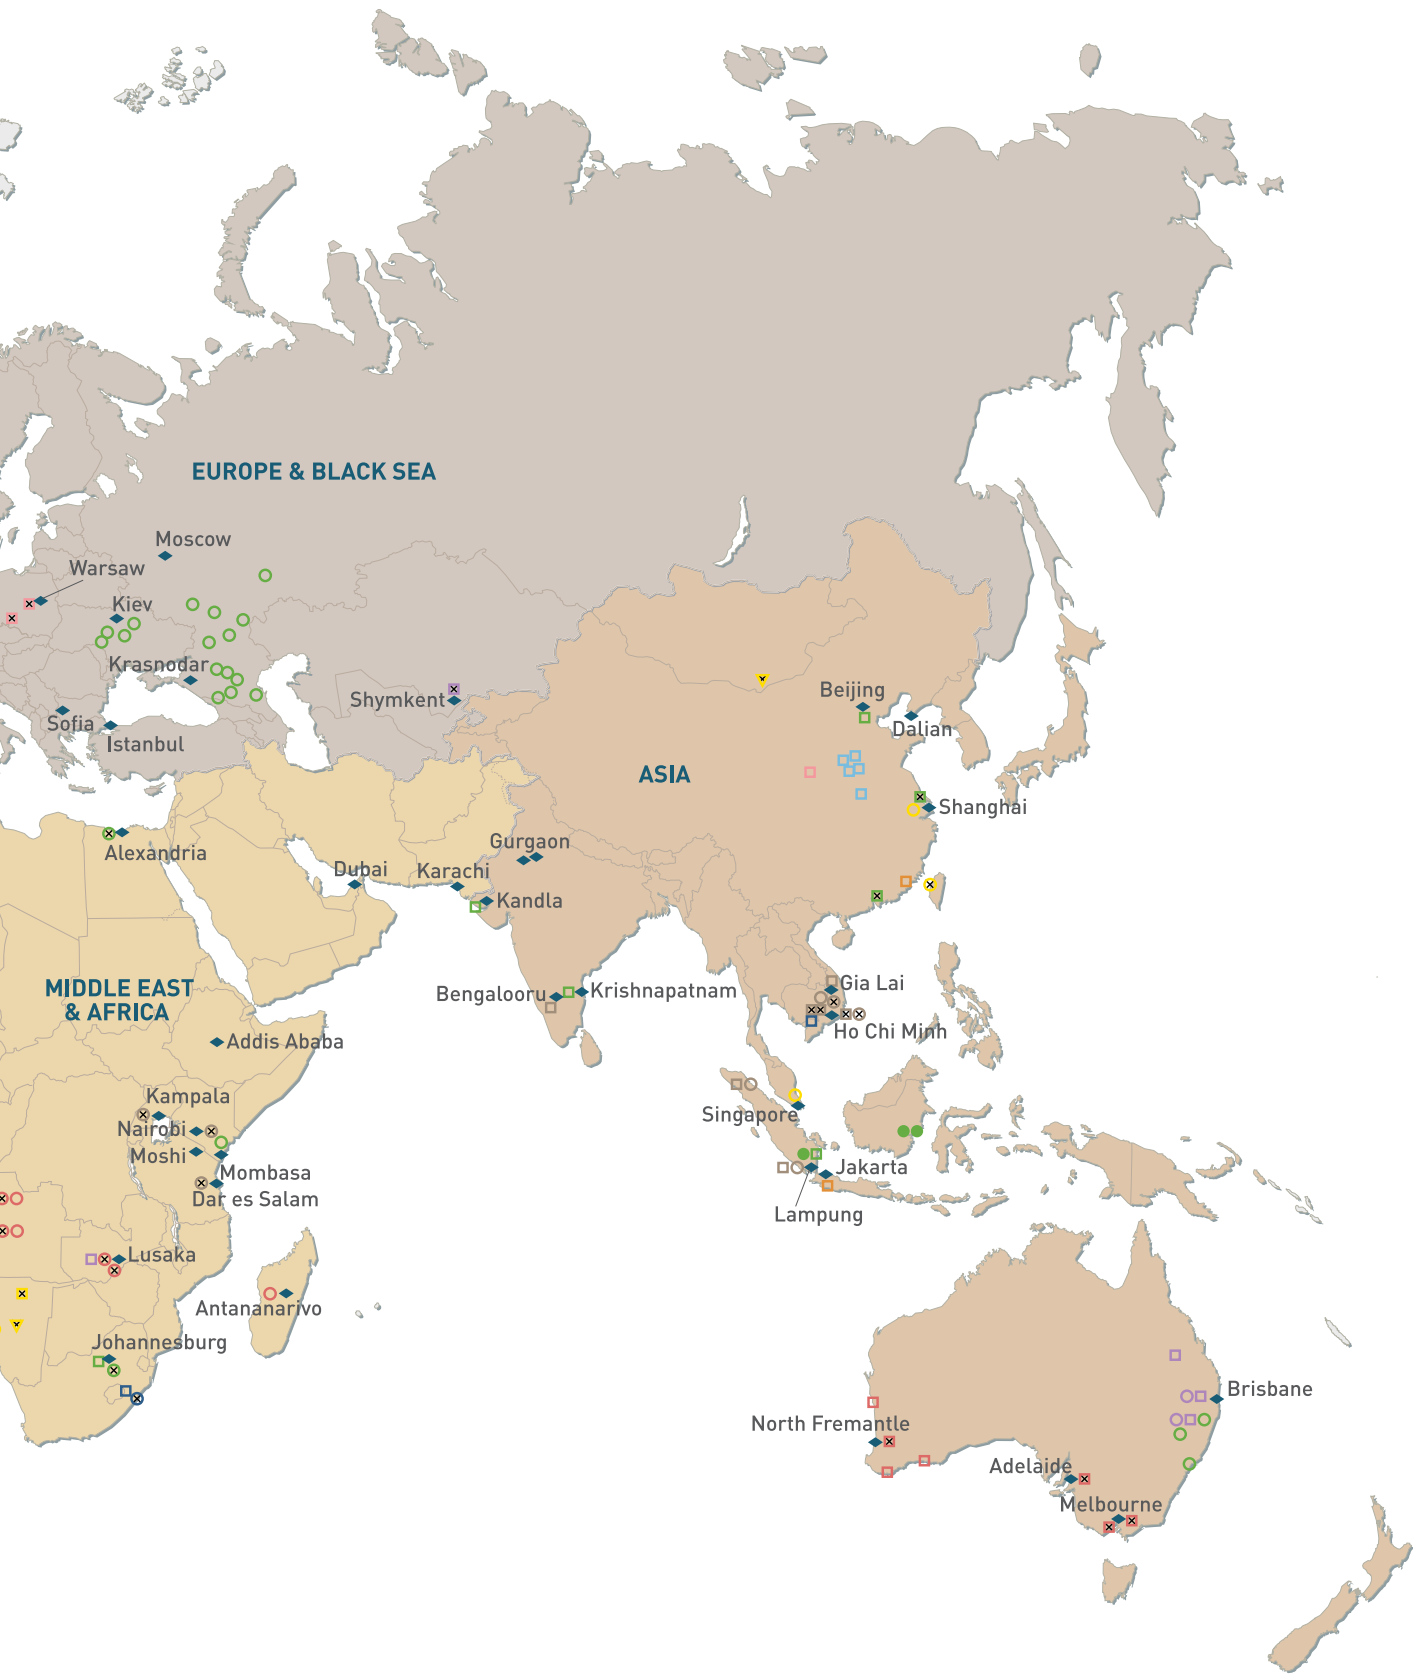 EUROPE & BLACK SEA
Moscow
Warsaw
Kiev
Krasnodar
Shymkent
Sofia
Istanbul
Beijing
Dalian
ASIA
Shanghai
Alexandria
Gurgaon
Dubai
Karachi
Kandla
MIDDLE EAST
& AFRICA
Bengalooru
Krishnapatnam
Gia Lai
Ho Chi Minh
Addis Ababa
Kampala
Nairobi
Moshi
Mombasa
Dar es Salam
Singapore
Jakarta
Lampung
Lusaka
Antananarivo
Johannesburg
Brisbane
North Fremantle
Adelaide
Melbourne